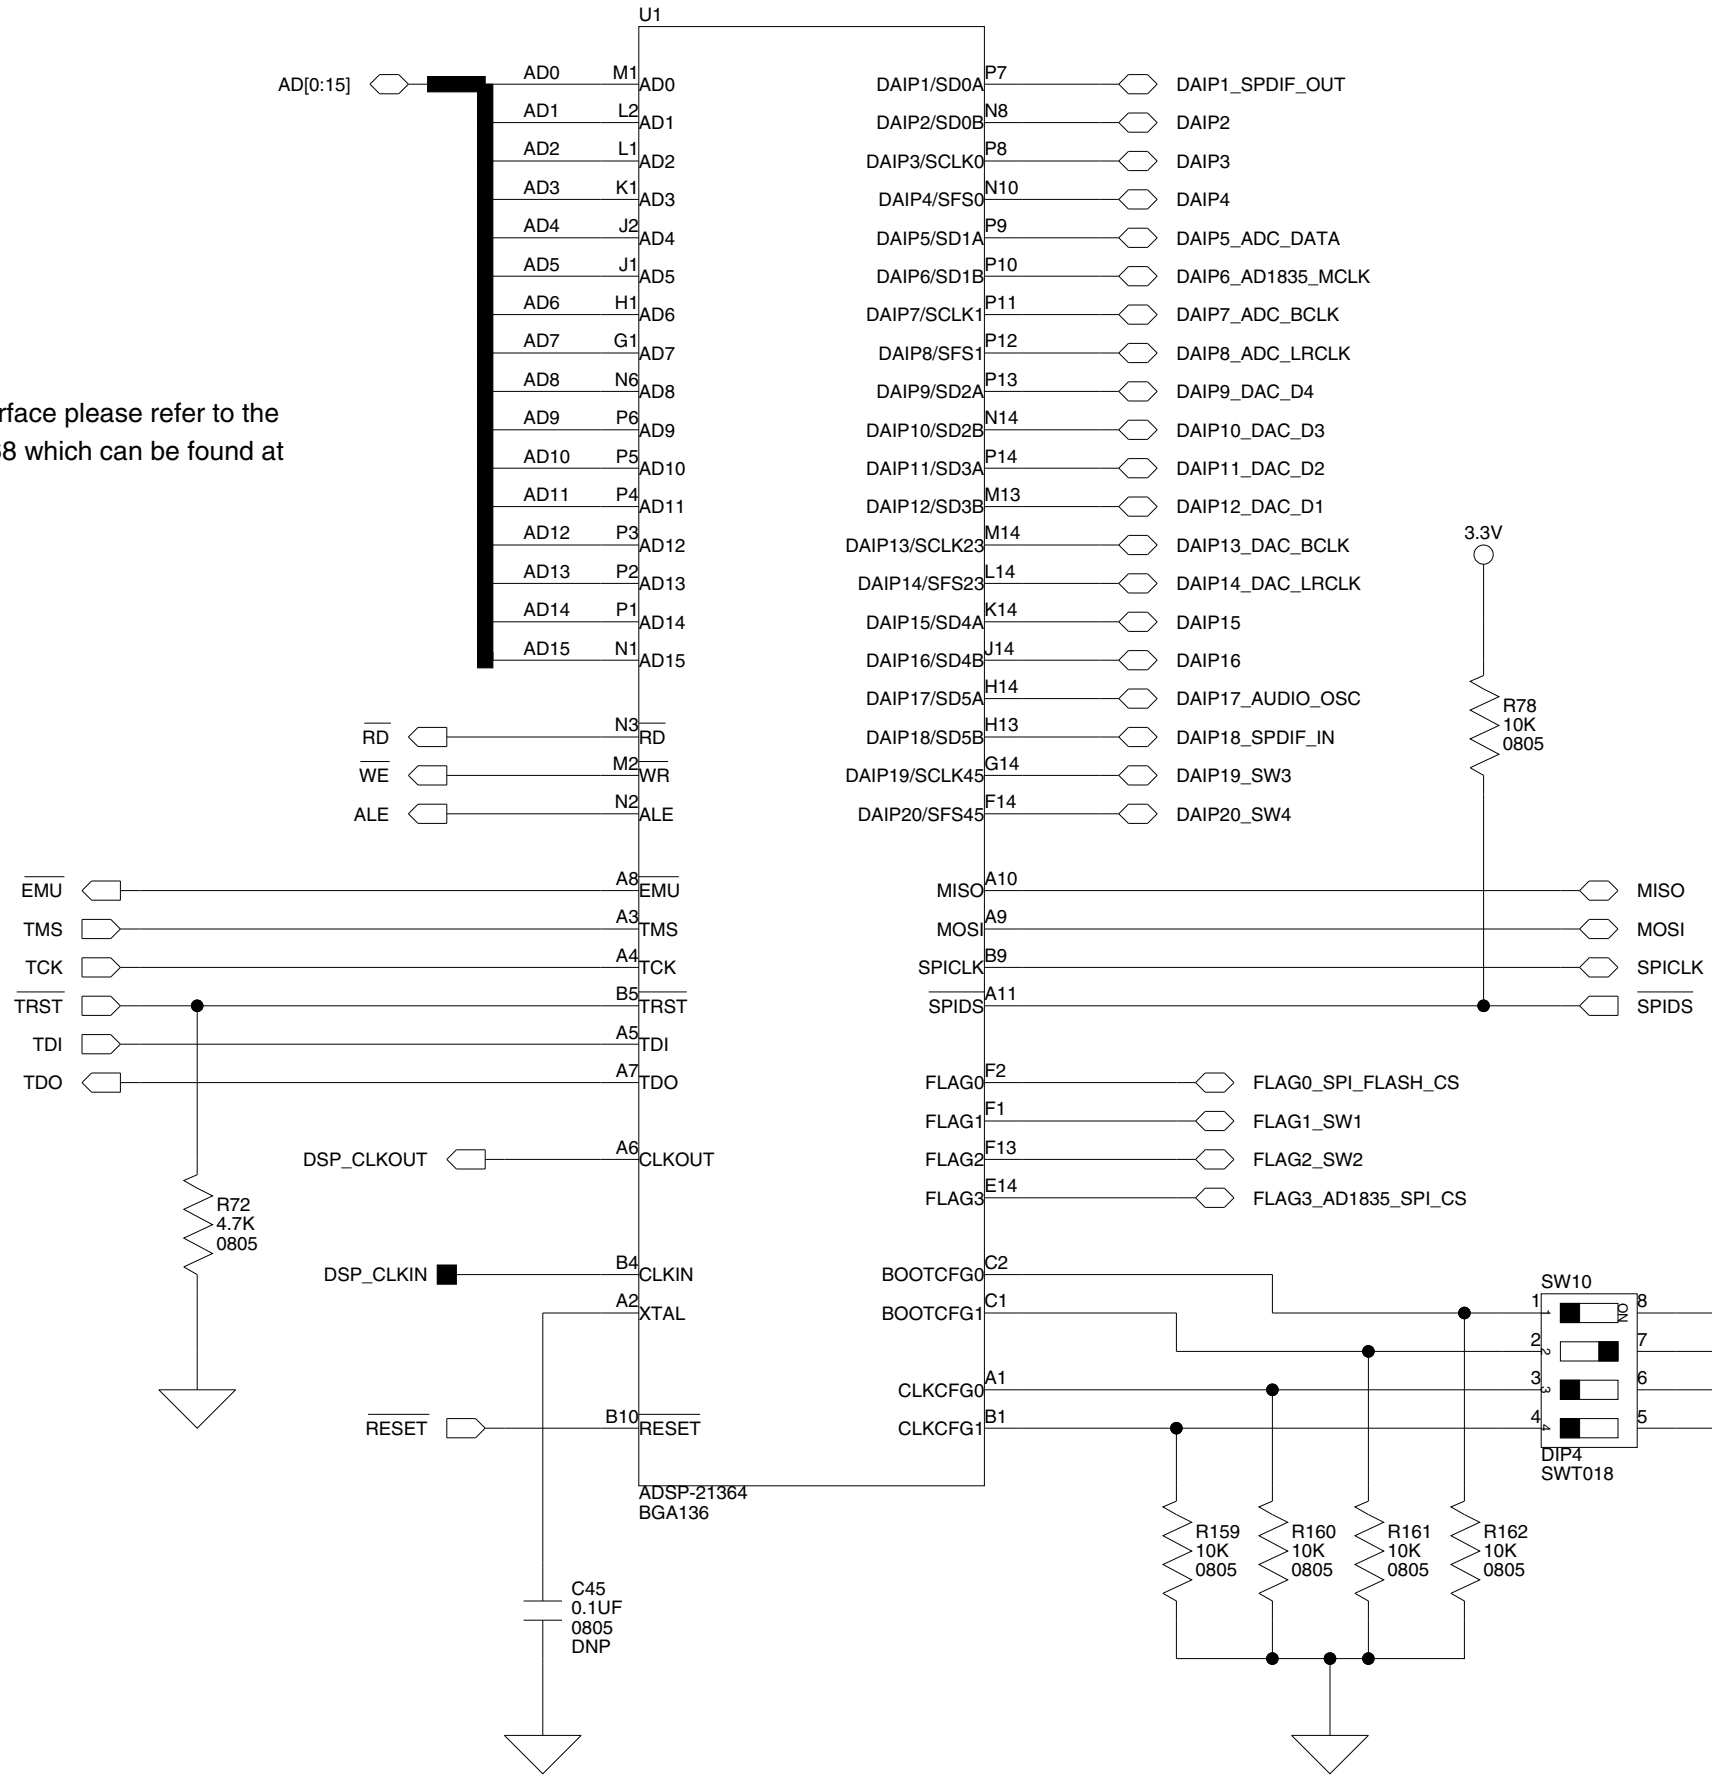 U1
AD[0:15] AD0 M1 AD0 DAIP1/SD0A P7 DAIP1_SPDIF_OUT
AD1 L2 AD1 DAIP2/SD0B N8 DAIP2
AD2 L1 AD2 DAIP3/SCLK0 P8 DAIP3
AD3 K1 AD3 DAIP4/SFS0 N10 DAIP4
AD4 J2 AD4 DAIP5/SD1A P9 DAIP5_ADC_DATA
AD5 J1 AD5 DAIP6/SD1B P10 DAIP6_AD1835_MCLK
AD6 H1 AD6 DAIP7/SCLK1 P11 DAIP7_ADC_BCLK
AD7 G1 AD7 DAIP8/SFS1 P12 DAIP8_ADC_LRCLK
AD8 N6 AD8 DAIP9/SD2A P13 DAIP9_DAC_D4
rface please refer to the
AD9 P6 AD9 DAIP10/SD2B N14 DAIP10_DAC_D3
68 which can be found at
AD10 P5 AD10 DAIP11/SD3A P14 DAIP11_DAC_D2
AD11 P4 AD11 DAIP12/SD3B M13 DAIP12_DAC_D1
AD12 P3 AD12 DAIP13/SCLK23 M14 DAIP13_DAC_BCLK
3.3V
AD13 P2 AD13 DAIP14/SFS23 L14 DAIP14_DAC_LRCLK
AD14 P1 AD14 DAIP15/SD4A K14 DAIP15
AD15 N1 AD15 DAIP16/SD4B J14 DAIP16
DAIP17/SD5A H14 DAIP17_AUDIO_OSC
R78
10K
0805
RD N3 RD DAIP18/SD5B H13 DAIP18_SPDIF_IN
WE M2 WR DAIP19/SCLK45 G14 DAIP19_SW3
ALE N2 ALE DAIP20/SFS45 F14 DAIP20_SW4
EMU A8 EMU MISO A10 MISO
TMS A3 TMS MOSI A9 MOSI
TCK A4 TCK SPICLK B9 SPICLK
TRST B5 TRST SPIDS A11 SPIDS
TDI A5 TDI
TDO A7 TDO FLAG0 F2 FLAG0_SPI_FLASH_CS
FLAG1 F1 FLAG1_SW1
DSP_CLKOUT A6 CLKOUT FLAG2 F13 FLAG2_SW2
FLAG3 E14 FLAG3_AD1835_SPI_CS
R72
4.7K
0805
DSP_CLKIN B4 CLKIN BOOTCFG0 C2
A2 XTAL BOOTCFG1 C1
SW10
1 1 ON 8
2 2 7
CLKCFG0 A1 3 3 6
RESET B10 RESET CLKCFG1 B1 4 4 5
DIP4
SWT018
ADSP-21364
BGA136
R159
10K
0805
R160
10K
0805
R161
10K
0805
R162
10K
0805
C45
0.1UF
0805
DNP